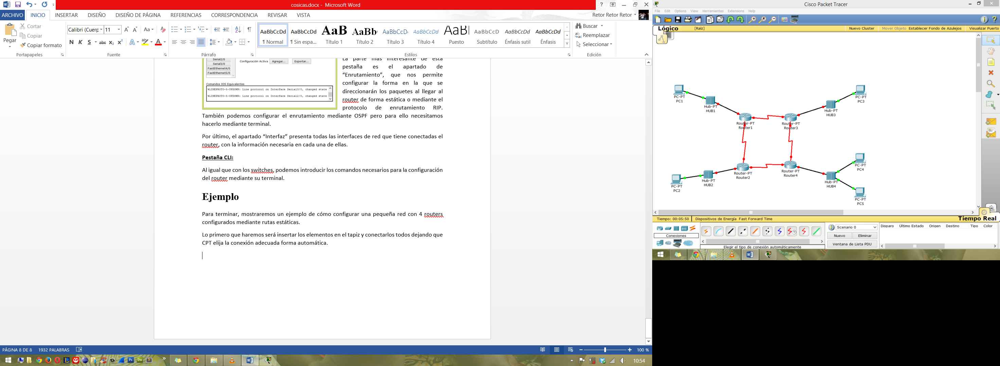 cosicas.docx - Microsoft Word
ARCHIVO INICIO INSERTAR DISEÑO DISEÑO DE PÁGINA REFERENCIAS CORRESPONDENCIA REVISAR VISTA
Retor Retor Retor
Pegar
Cortar
Copiar
Copiar formato
Portapapeles
Calibri (Cuerp 11
N K S abc x₂ x²
Fuente
Párrafo
AaBbCcDd AaBbCcDd AaB AaBb AaBbCcD AaBbCcDd AaB AaBbCcD AaBbCcDd AaBbCcDd
¶ Normal ¶ Sin espa... Título 1 Título 2 Título 3 Título 4 Puesto Subtítulo Énfasis sutil Énfasis
Estilos
Buscar
Reemplazar
Seleccionar
Edición
Serial2/0
Serial3/0
FastEthernet4/0
FastEthernet5/0
Configuración Activa Agregar... Exportar...
Comandos IOS Equivalentes
%LINEPROTO-5-UPDOWN: Line protocol on Interface Serial3/0, changed state
%LINEPROTO-5-UPDOWN: Line protocol on Interface Serial2/0, changed state
La parte más interesante de esta
pestaña es el apartado de
“Enrutamiento”, que nos permite
configurar la forma en la que se
direccionarán los paquetes al llegar al
router de forma estática o mediante el
protocolo de enrutamiento RIP.
También podemos configurar el enrutamiento mediante OSPF pero para ello necesitamos
hacerlo mediante terminal.
Por último, el apartado “Interfaz” presenta todas las interfaces de red que tiene conectadas el
router, con la información necesaria en cada una de ellas.
Pestaña CLI:
Al igual que con los switches, podemos introducir los comandos necesarios para la configuración
del router mediante su terminal.
Ejemplo
Para terminar, mostraremos un ejemplo de cómo configurar una pequeña red con 4 routers
configurados mediante rutas estáticas.
Lo primero que haremos será insertar los elementos en el tapiz y conectarlos todos dejando que
CPT elija la conexión adecuada forma automática.
PÁGINA 8 DE 8 1932 PALABRAS
100 %
10:54
Cisco Packet Tracer
File Edit Options View Herramientas Extensions Help
Lógico [Raíz] Nuevo Cluster Mover Objeto Establecer Fondo de Azulejos Visualizar Puerto
PC-PT
PC1
Hub-PT
HUB1
Router-PT
Router1
Router-PT
Router3
Hub-PT
HUB3
PC-PT
PC3
PC-PT
PC2
Hub-PT
HUB2
Router-PT
Router2
Router-PT
Router4
Hub-PT
HUB4
PC-PT
PC4
PC-PT
PC5
Tiempo: 00:05:50 Dispositivos de Energía Fast Forward Time
Tiempo Real
Conexiones
Elegir el tipo de conexión automáticamente
Scenario 0
Nuevo Eliminar
Ventana de Lista PDU
Disparo Último Estado Origen Destino Tipo Color